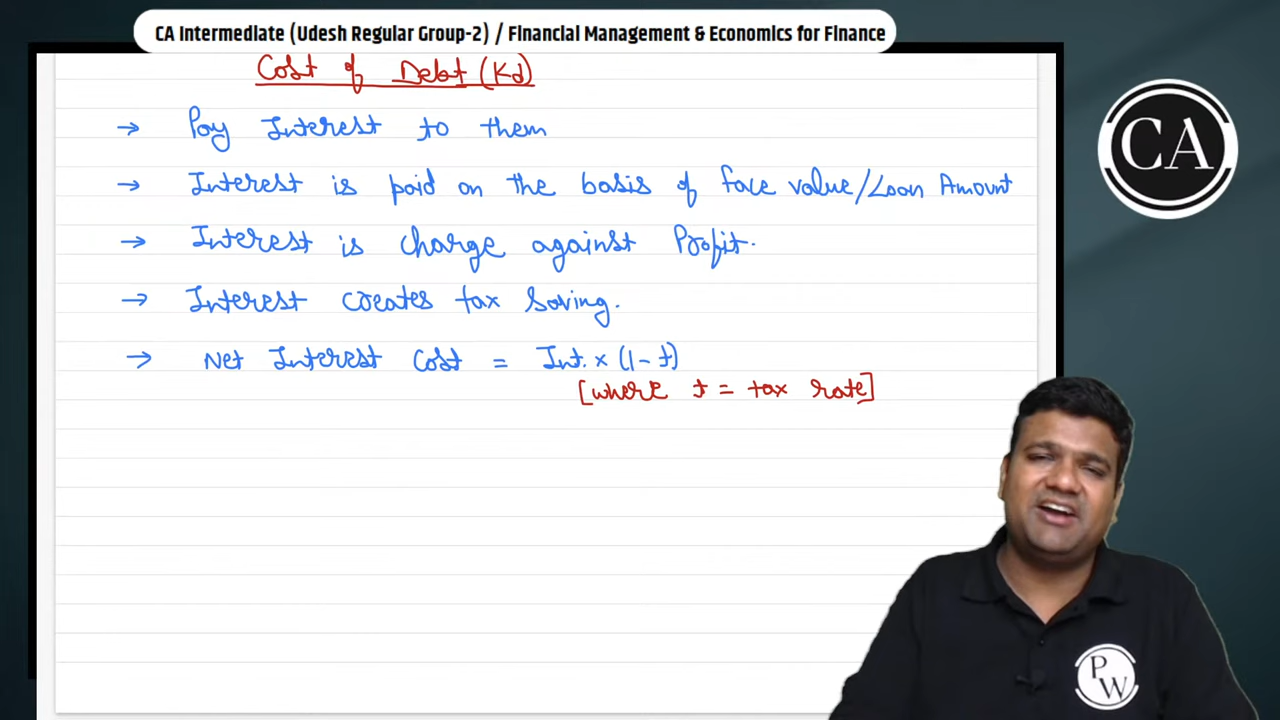 CA Intermediate (Udesh Regular Group-2) / Financial Management & Economics for Finance
Cost of Debt (Kd)
CA
→ Pay Interest to them
→ Interest is paid on the basis of face value/Loan Amount
→ Interest is charge against Profit.
→ Interest creates tax Saving.
→ Net Interest Cost = Int. × (1 - t)
[where t = tax rate]
PW